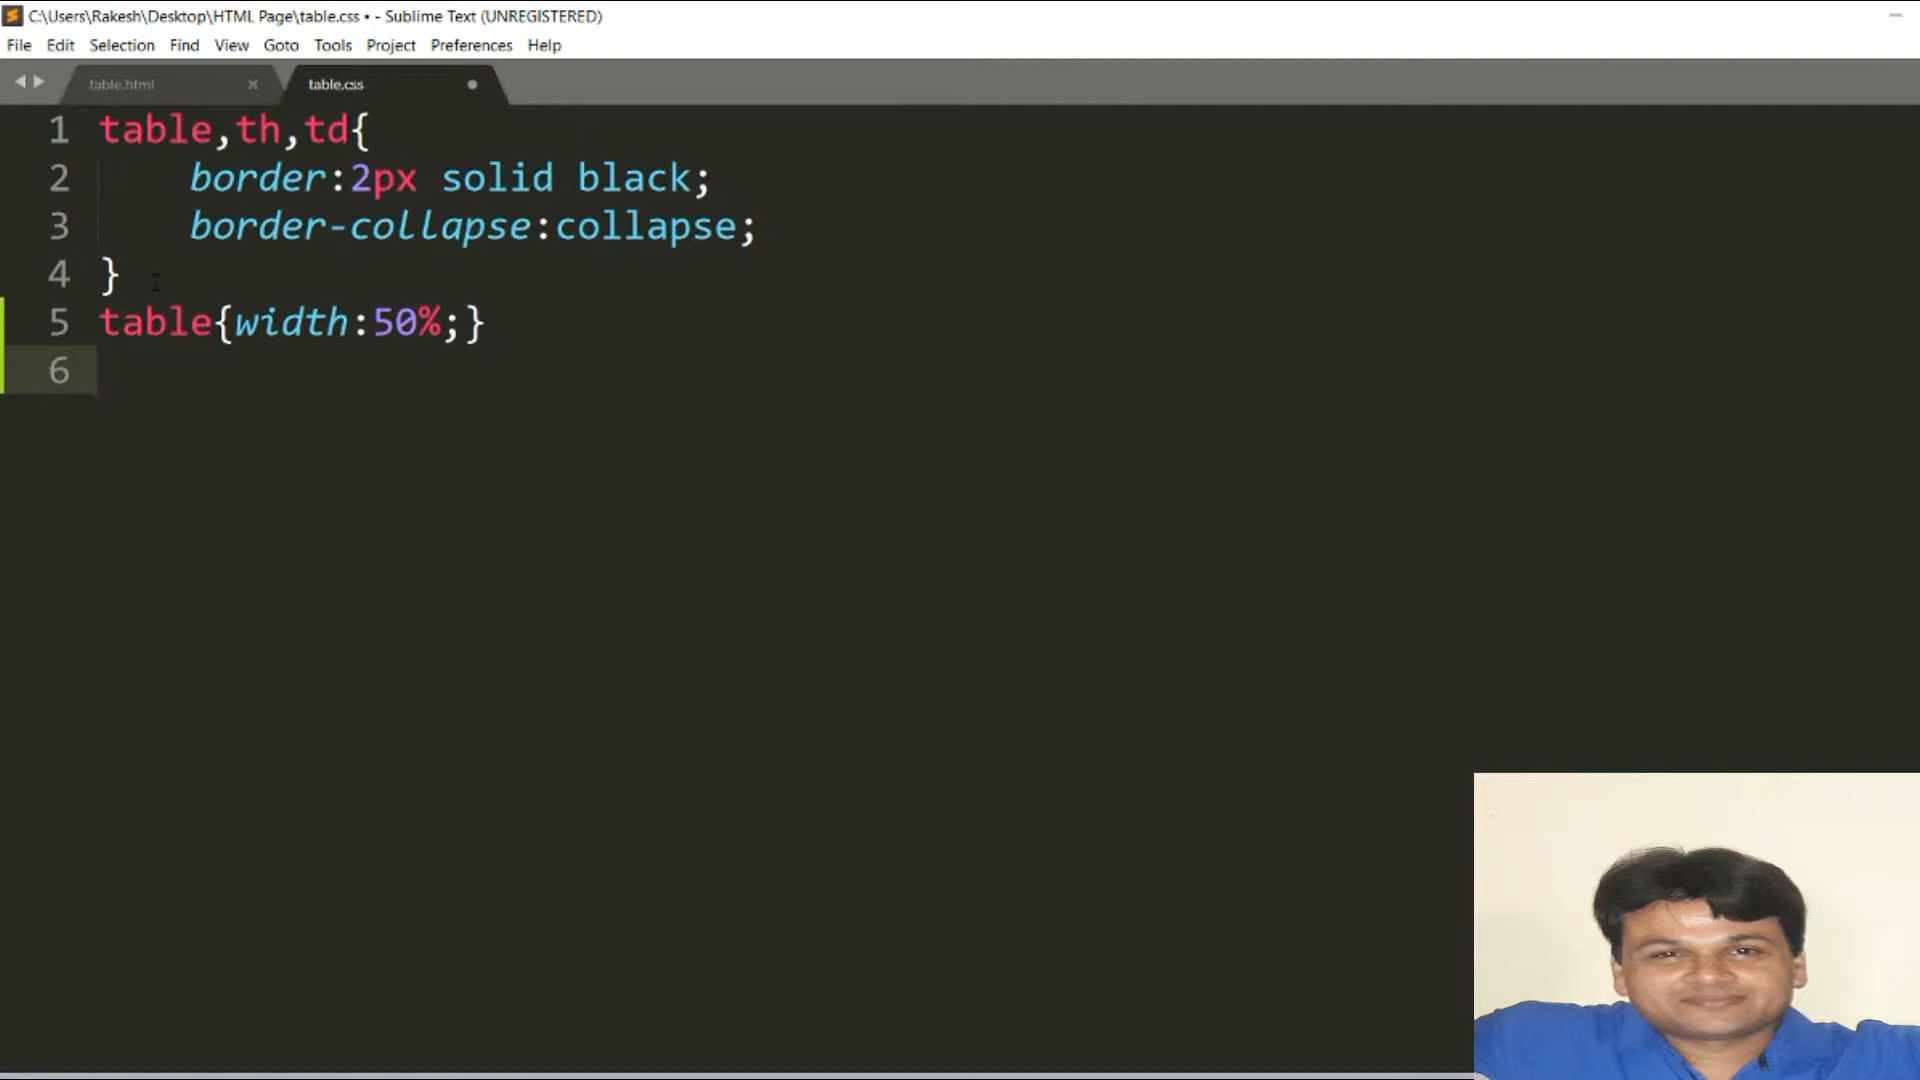 C:\Users\Rakesh\Desktop\HTML Page\table.css • - Sublime Text (UNREGISTERED)
File Edit Selection Find View Goto Tools Project Preferences Help
table.html table.css
1 table,th,td{
2 border:2px solid black;
3 border-collapse:collapse;
4 }
5 table{width:50%;}
6